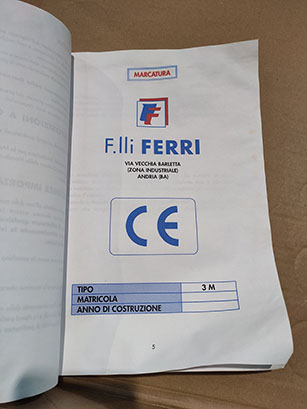 MARCATURA
F
F.lli FERRI
VIA VECCHIA BARLETTA
(ZONA INDUSTRIALE)
ANDRIA (BA)
CE
TIPO 3 M
MATRICOLA
ANNO DI COSTRUZIONE
5